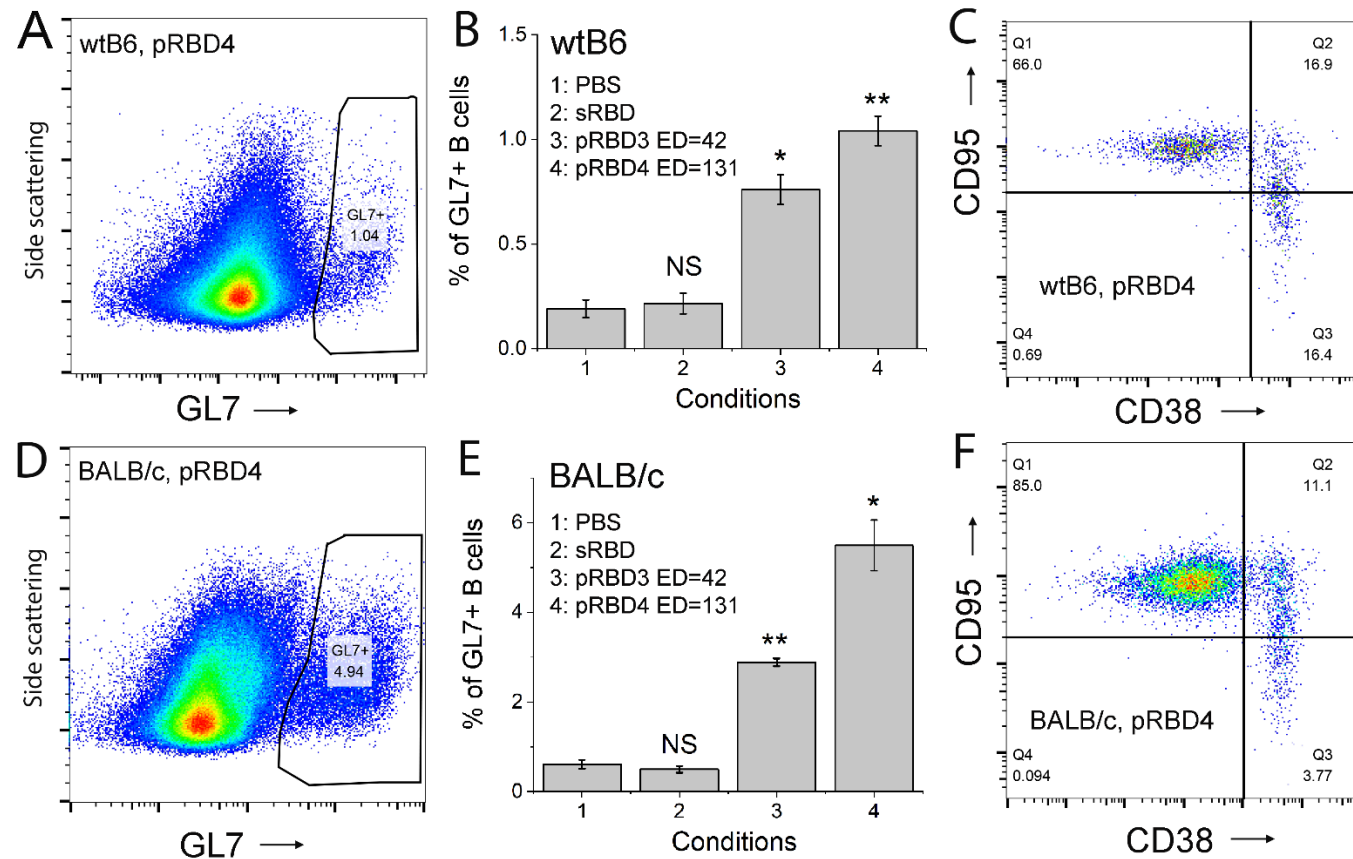 A
wtB6, pRBD4
Side scattering
GL7+
1.04
GL7 →
B
wtB6
1: PBS
2: sRBD
3: pRBD3 ED=42
4: pRBD4 ED=131
% of GL7+ B cells
1.5
1.0
0.5
0.0
NS
*
**
1 2 3 4
Conditions
C
Q1
66.0
Q2
16.9
CD95 →
wtB6, pRBD4
Q4
0.69
Q3
16.4
CD38 →
D
BALB/c, pRBD4
Side scattering
GL7+
4.94
GL7 →
E
BALB/c
1: PBS
2: sRBD
3: pRBD3 ED=42
4: pRBD4 ED=131
% of GL7+ B cells
6
4
2
0
NS
**
*
1 2 3 4
Conditions
F
Q1
85.0
Q2
11.1
CD95 →
BALB/c, pRBD4
Q4
0.094
Q3
3.77
CD38 →